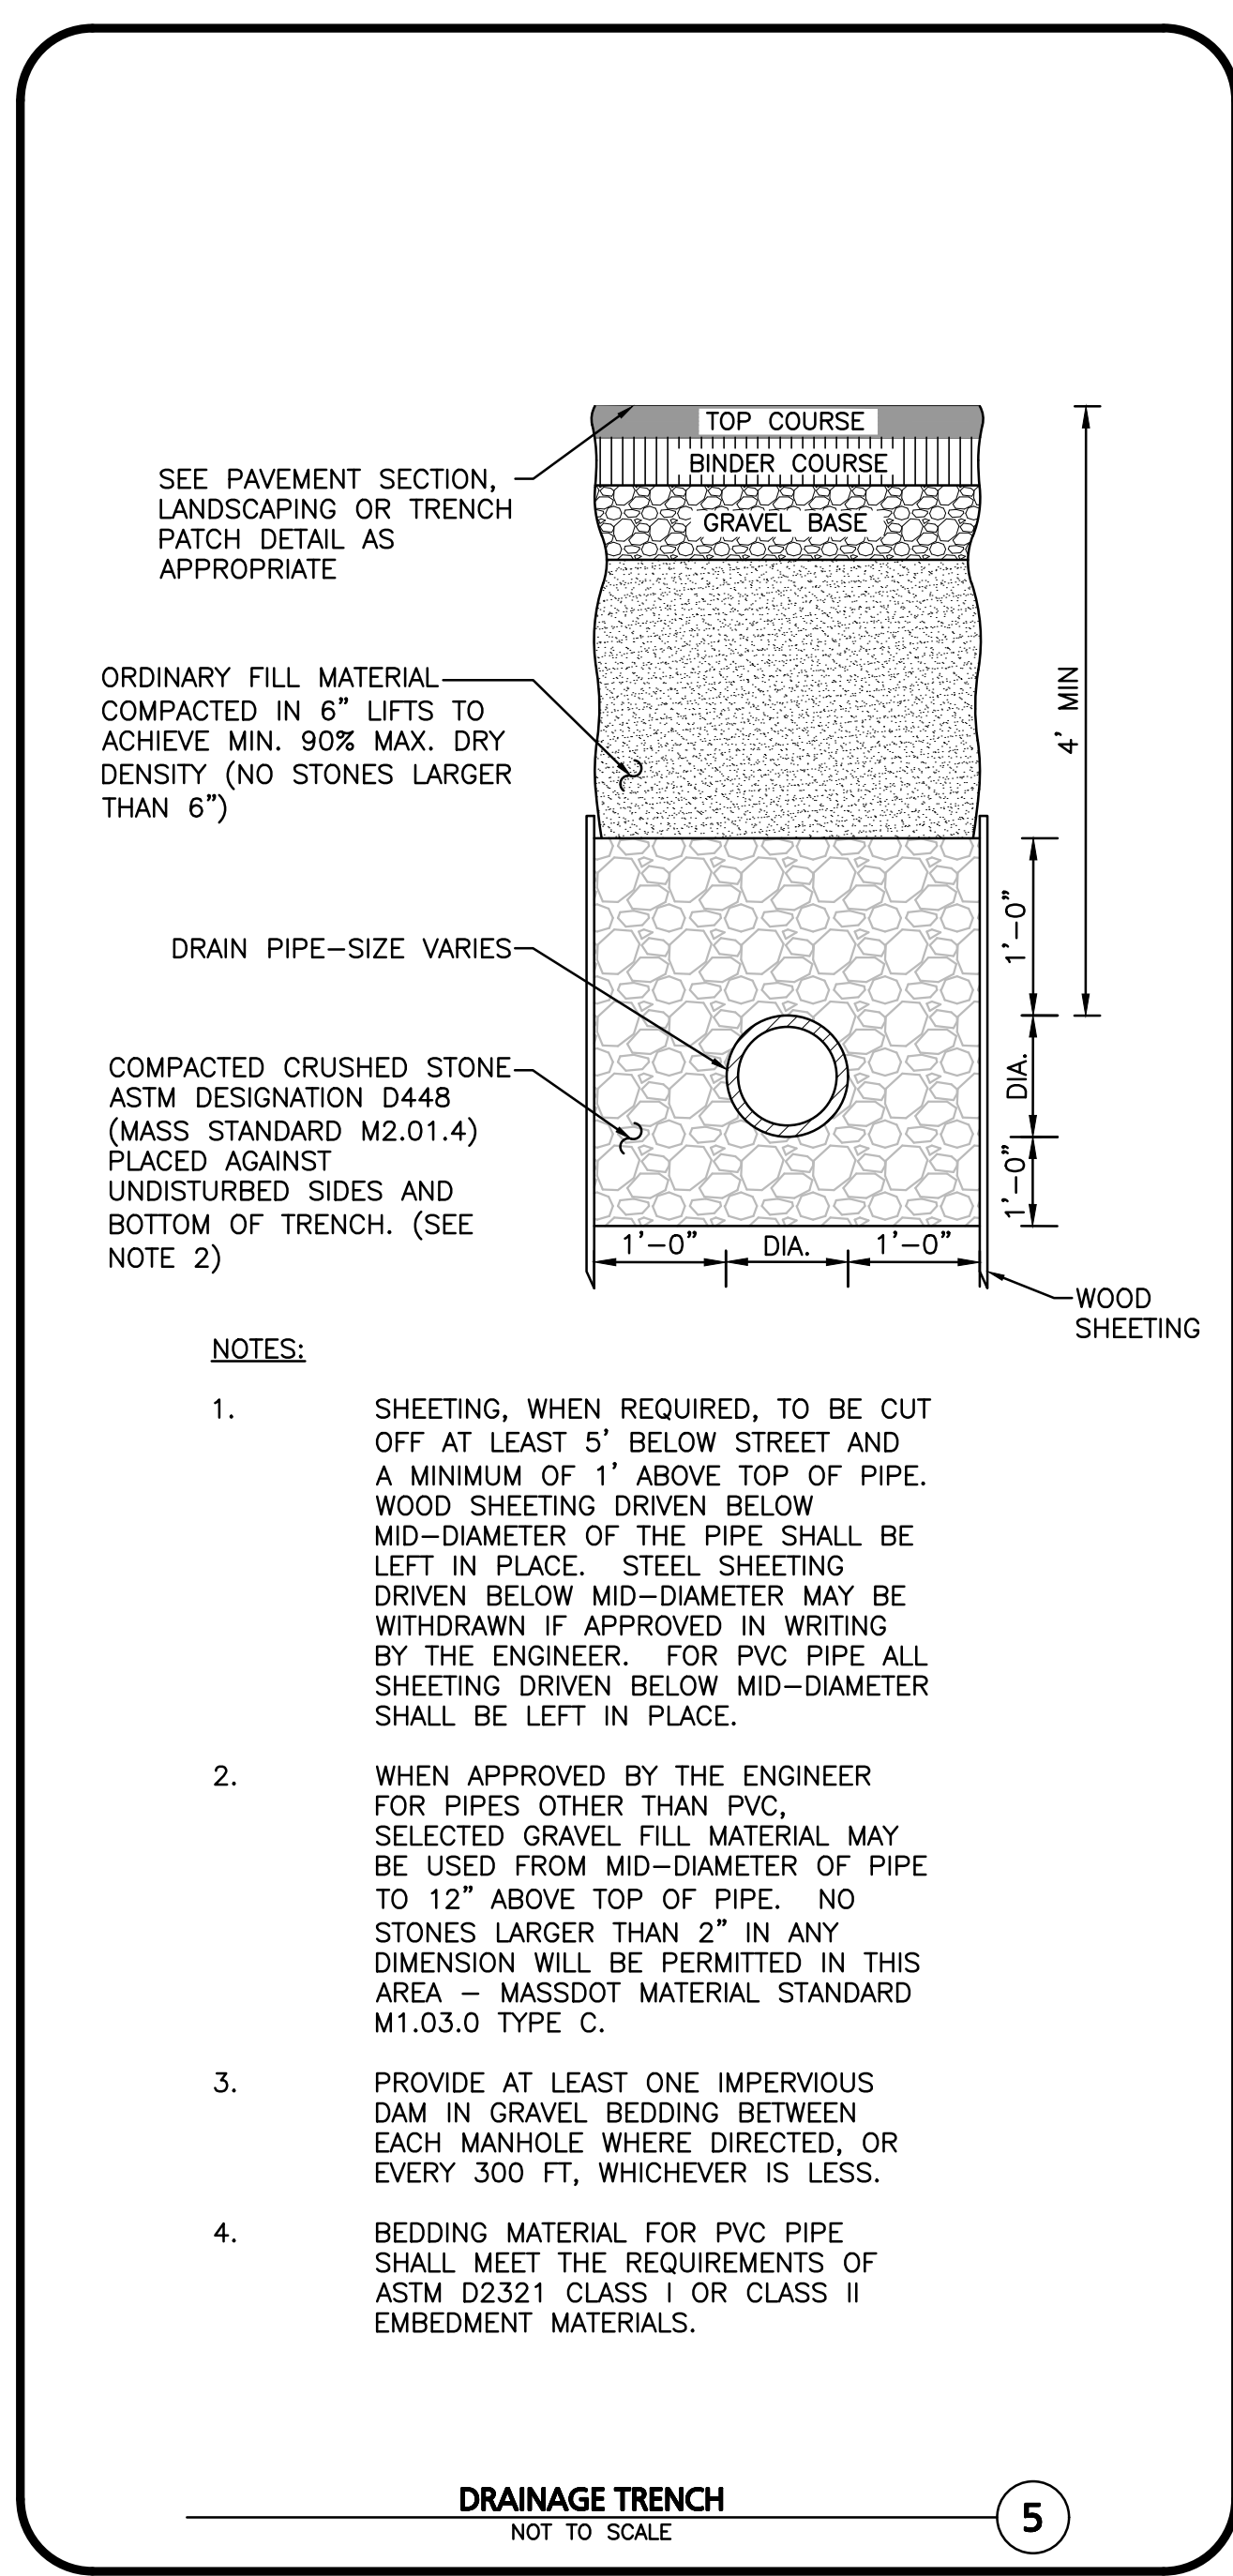 TOP COURSE
BINDER COURSE
GRAVEL BASE
SEE PAVEMENT SECTION,
LANDSCAPING OR TRENCH
PATCH DETAIL AS
APPROPRIATE
ORDINARY FILL MATERIAL
COMPACTED IN 6" LIFTS TO
ACHIEVE MIN. 90% MAX. DRY
DENSITY (NO STONES LARGER
THAN 6")
4' MIN
DRAIN PIPE-SIZE VARIES
1'-0"
COMPACTED CRUSHED STONE
ASTM DESIGNATION D448
(MASS STANDARD M2.01.4)
PLACED AGAINST
UNDISTURBED SIDES AND
BOTTOM OF TRENCH. (SEE
NOTE 2)
DIA.
1'-0"
1'-0" DIA. 1'-0"
WOOD
SHEETING
NOTES:
1. SHEETING, WHEN REQUIRED, TO BE CUT
OFF AT LEAST 5' BELOW STREET AND
A MINIMUM OF 1' ABOVE TOP OF PIPE.
WOOD SHEETING DRIVEN BELOW
MID-DIAMETER OF THE PIPE SHALL BE
LEFT IN PLACE. STEEL SHEETING
DRIVEN BELOW MID-DIAMETER MAY BE
WITHDRAWN IF APPROVED IN WRITING
BY THE ENGINEER. FOR PVC PIPE ALL
SHEETING DRIVEN BELOW MID-DIAMETER
SHALL BE LEFT IN PLACE.
2. WHEN APPROVED BY THE ENGINEER
FOR PIPES OTHER THAN PVC,
SELECTED GRAVEL FILL MATERIAL MAY
BE USED FROM MID-DIAMETER OF PIPE
TO 12" ABOVE TOP OF PIPE. NO
STONES LARGER THAN 2" IN ANY
DIMENSION WILL BE PERMITTED IN THIS
AREA - MASSDOT MATERIAL STANDARD
M1.03.0 TYPE C.
3. PROVIDE AT LEAST ONE IMPERVIOUS
DAM IN GRAVEL BEDDING BETWEEN
EACH MANHOLE WHERE DIRECTED, OR
EVERY 300 FT, WHICHEVER IS LESS.
4. BEDDING MATERIAL FOR PVC PIPE
SHALL MEET THE REQUIREMENTS OF
ASTM D2321 CLASS I OR CLASS II
EMBEDMENT MATERIALS.
DRAINAGE TRENCH
NOT TO SCALE
5